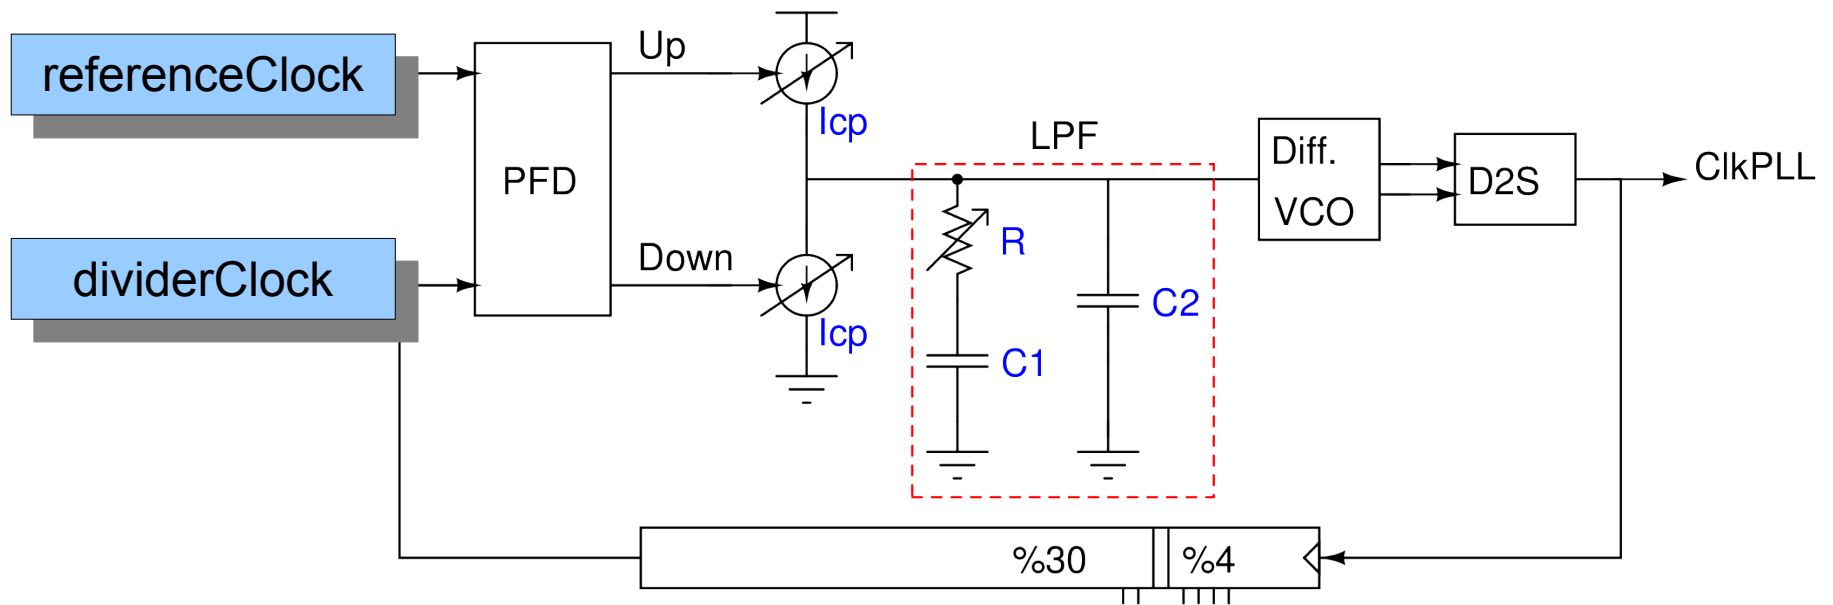 referenceClock
dividerClock
PFD
Up
Down
Icp
Icp
LPF
R
C1
C2
Diff.
VCO
D2S
ClkPLL
%30
%4